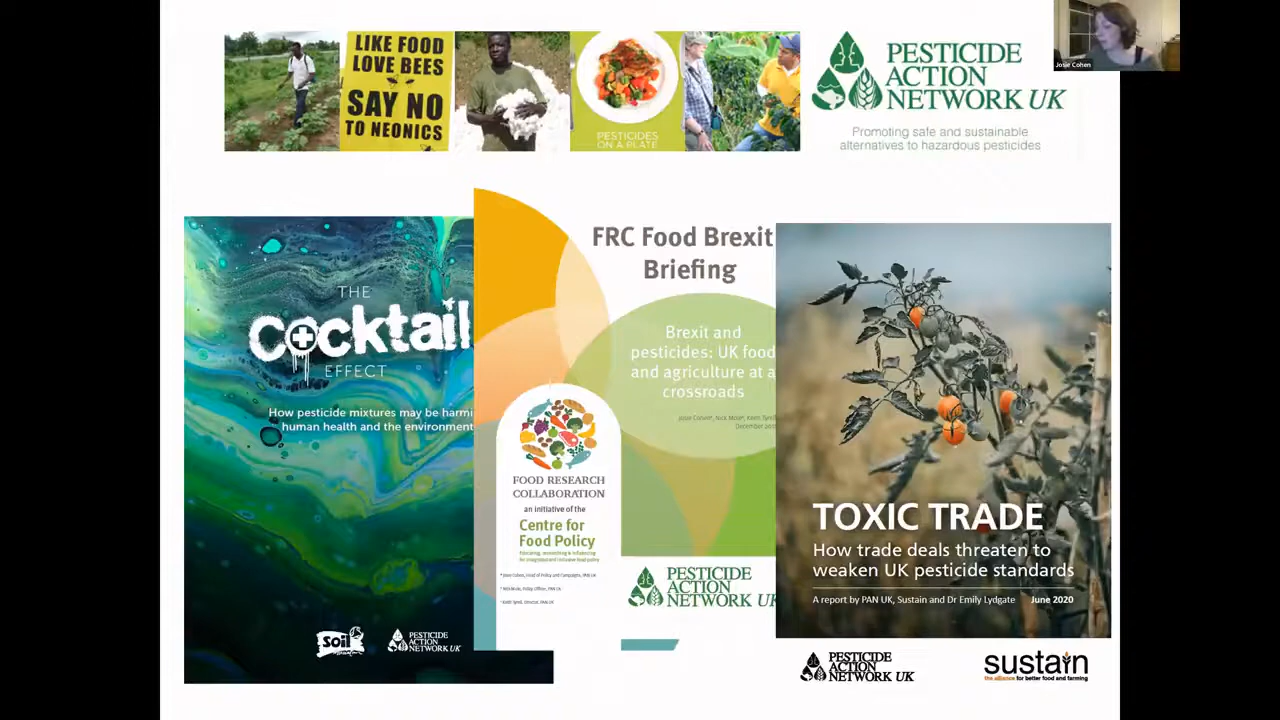 LIKE FOOD
LOVE BEES
SAY NO
TO NEONICS
PESTICIDES
ON A PLATE
PESTICIDE
ACTION
NETWORK UK
Promoting safe and sustainable
alternatives to hazardous pesticides
Josie Cohen
THE
Cocktail
EFFECT
How pesticide mixtures may be harmi
human health and the environment
soil
PESTICIDE
ACTION
NETWORK UK
FRC Food Brexit
Briefing
Brexit and
pesticides: UK food
and agriculture at a
crossroads
FOOD RESEARCH
COLLABORATION
an initiative of the
Centre for
Food Policy
PESTICIDE
ACTION
NETWORK UK
TOXIC TRADE
How trade deals threaten to
weaken UK pesticide standards
A report by PAN UK, Sustain and Dr Emily Lydgate June 2020
PESTICIDE
ACTION
NETWORK UK
sustain
the alliance for better food and farming